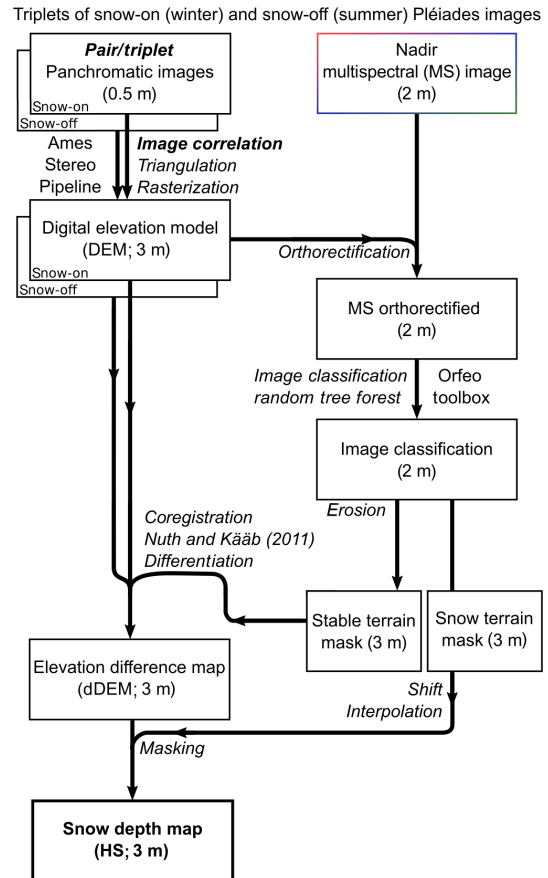 Triplets of snow-on (winter) and snow-off (summer) Pléiades images
Pair/triplet
Panchromatic images
(0.5 m)
Snow-on
Snow-off
Nadir
multispectral (MS) image
(2 m)
Ames
Stereo
Pipeline
Image correlation
Triangulation
Rasterization
Digital elevation model
(DEM; 3 m)
Snow-on
Snow-off
Orthorectification
MS orthorectified
(2 m)
Image classification
random tree forest
Orfeo
toolbox
Image classification
(2 m)
Erosion
Coregistration
Nuth and Kääb (2011)
Differentiation
Stable terrain
mask (3 m)
Snow terrain
mask (3 m)
Elevation difference map
(dDEM; 3 m)
Shift
Interpolation
Masking
Snow depth map
(HS; 3 m)